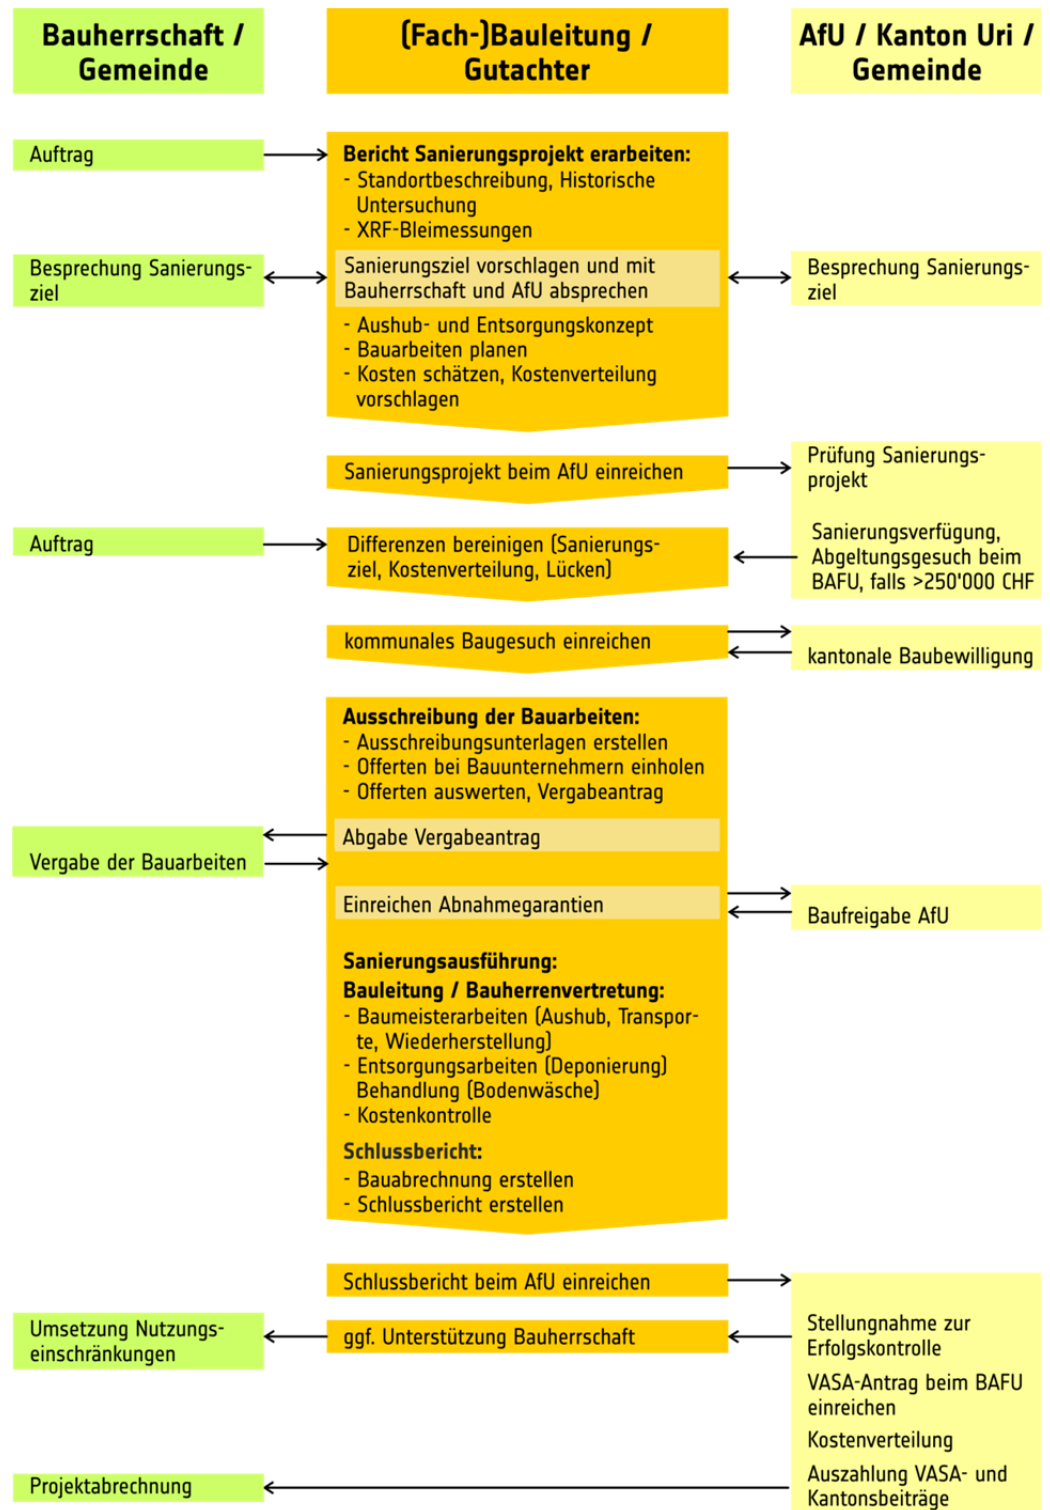 Bauherrschaft /
Gemeinde
(Fach-)Bauleitung /
Gutachter
AfU / Kanton Uri /
Gemeinde
Auftrag
Bericht Sanierungsprojekt erarbeiten:
- Standortbeschreibung, Historische
Untersuchung
- XRF-Bleimessungen
Besprechung Sanierungs-
ziel
Sanierungsziel vorschlagen und mit
Bauherrschaft und AfU absprechen
Besprechung Sanierungs-
ziel
- Aushub- und Entsorgungskonzept
- Bauarbeiten planen
- Kosten schätzen, Kostenverteilung
vorschlagen
Sanierungsprojekt beim AfU einreichen
Prüfung Sanierungs-
projekt
Auftrag
Differenzen bereinigen (Sanierungs-
ziel, Kostenverteilung, Lücken)
Sanierungsverfügung,
Abgeltungsgesuch beim
BAFU, falls >250'000 CHF
kommunales Baugesuch einreichen
kantonale Baubewilligung
Ausschreibung der Bauarbeiten:
- Ausschreibungsunterlagen erstellen
- Offerten bei Bauunternehmern einholen
- Offerten auswerten, Vergabeantrag
Abgabe Vergabeantrag
Vergabe der Bauarbeiten
Einreichen Abnahmegarantien
Baufreigabe AfU
Sanierungsausführung:
Bauleitung / Bauherrenvertretung:
- Baumeisterarbeiten (Aushub, Transpor-
te, Wiederherstellung)
- Entsorgungsarbeiten (Deponierung)
Behandlung (Bodenwäsche)
- Kostenkontrolle
Schlussbericht:
- Bauabrechnung erstellen
- Schlussbericht erstellen
Schlussbericht beim AfU einreichen
Umsetzung Nutzungs-
einschränkungen
ggf. Unterstützung Bauherrschaft
Stellungnahme zur
Erfolgskontrolle
VASA-Antrag beim BAFU
einreichen
Kostenverteilung
Projektabrechnung
Auszahlung VASA- und
Kantonsbeiträge